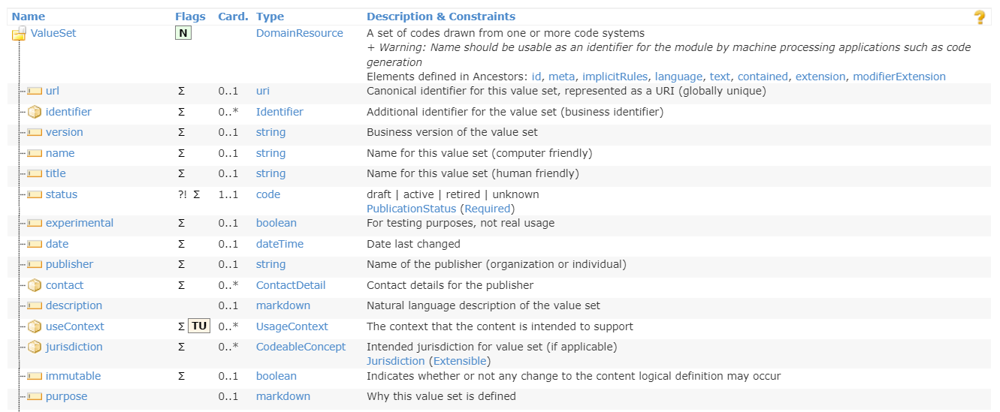 Name Flags Card. Type Description & Constraints ?
ValueSet N DomainResource A set of codes drawn from one or more code systems
+ Warning: Name should be usable as an identifier for the module by machine processing applications such as code
generation
Elements defined in Ancestors: id, meta, implicitRules, language, text, contained, extension, modifierExtension
url Σ 0..1 uri Canonical identifier for this value set, represented as a URI (globally unique)
identifier Σ 0..* Identifier Additional identifier for the value set (business identifier)
version Σ 0..1 string Business version of the value set
name Σ 0..1 string Name for this value set (computer friendly)
title Σ 0..1 string Name for this value set (human friendly)
status ?! Σ 1..1 code draft | active | retired | unknown
PublicationStatus (Required)
experimental Σ 0..1 boolean For testing purposes, not real usage
date Σ 0..1 dateTime Date last changed
publisher Σ 0..1 string Name of the publisher (organization or individual)
contact Σ 0..* ContactDetail Contact details for the publisher
description 0..1 markdown Natural language description of the value set
useContext Σ TU 0..* UsageContext The context that the content is intended to support
jurisdiction Σ 0..* CodeableConcept Intended jurisdiction for value set (if applicable)
Jurisdiction (Extensible)
immutable Σ 0..1 boolean Indicates whether or not any change to the content logical definition may occur
purpose 0..1 markdown Why this value set is defined